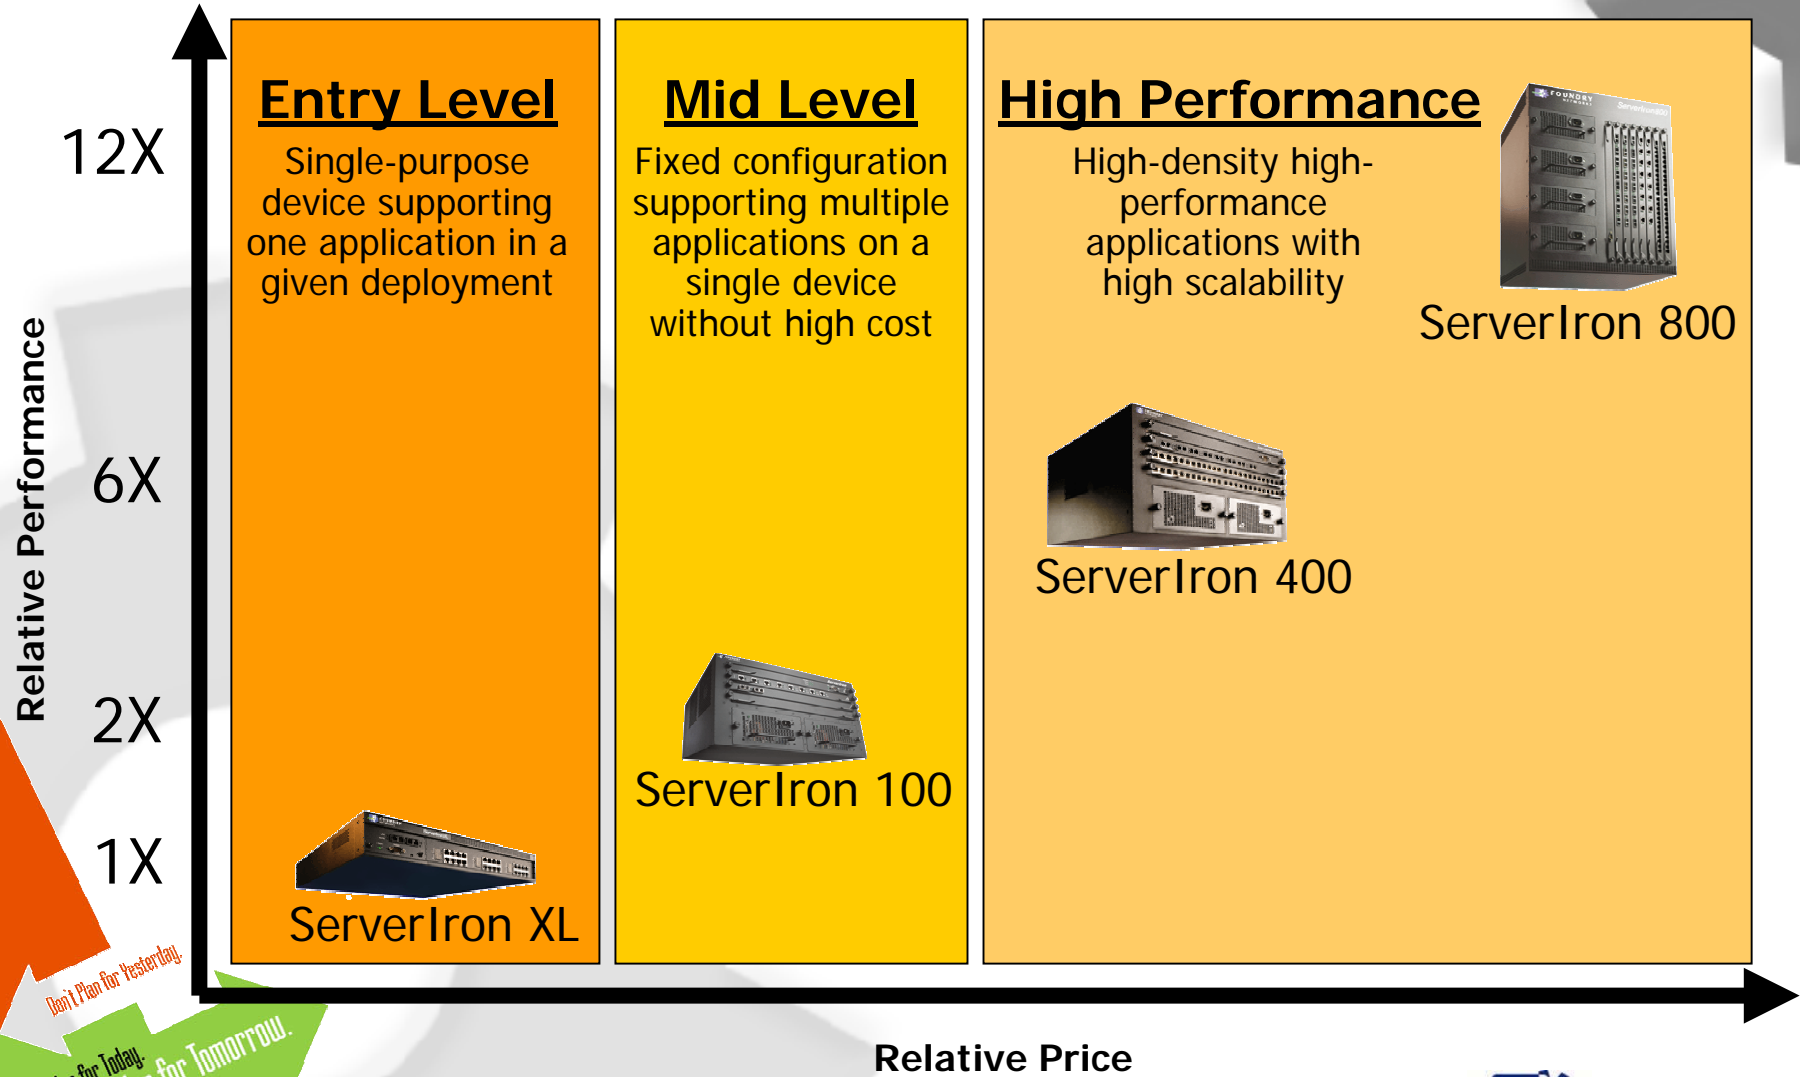 Entry Level
Single-purpose
device supporting
one application in a
given deployment
Mid Level
Fixed configuration
supporting multiple
applications on a
single device
without high cost
High Performance
High-density high-
performance
applications with
high scalability
FOUNDRY
NETWORKS
ServerIron 800
ServerIron 400
ServerIron 100
ServerIron XL
12X
6X
2X
1X
Relative Performance
Relative Price
Don't Plan for Yesterday.
for Today.
for Tomorrow.